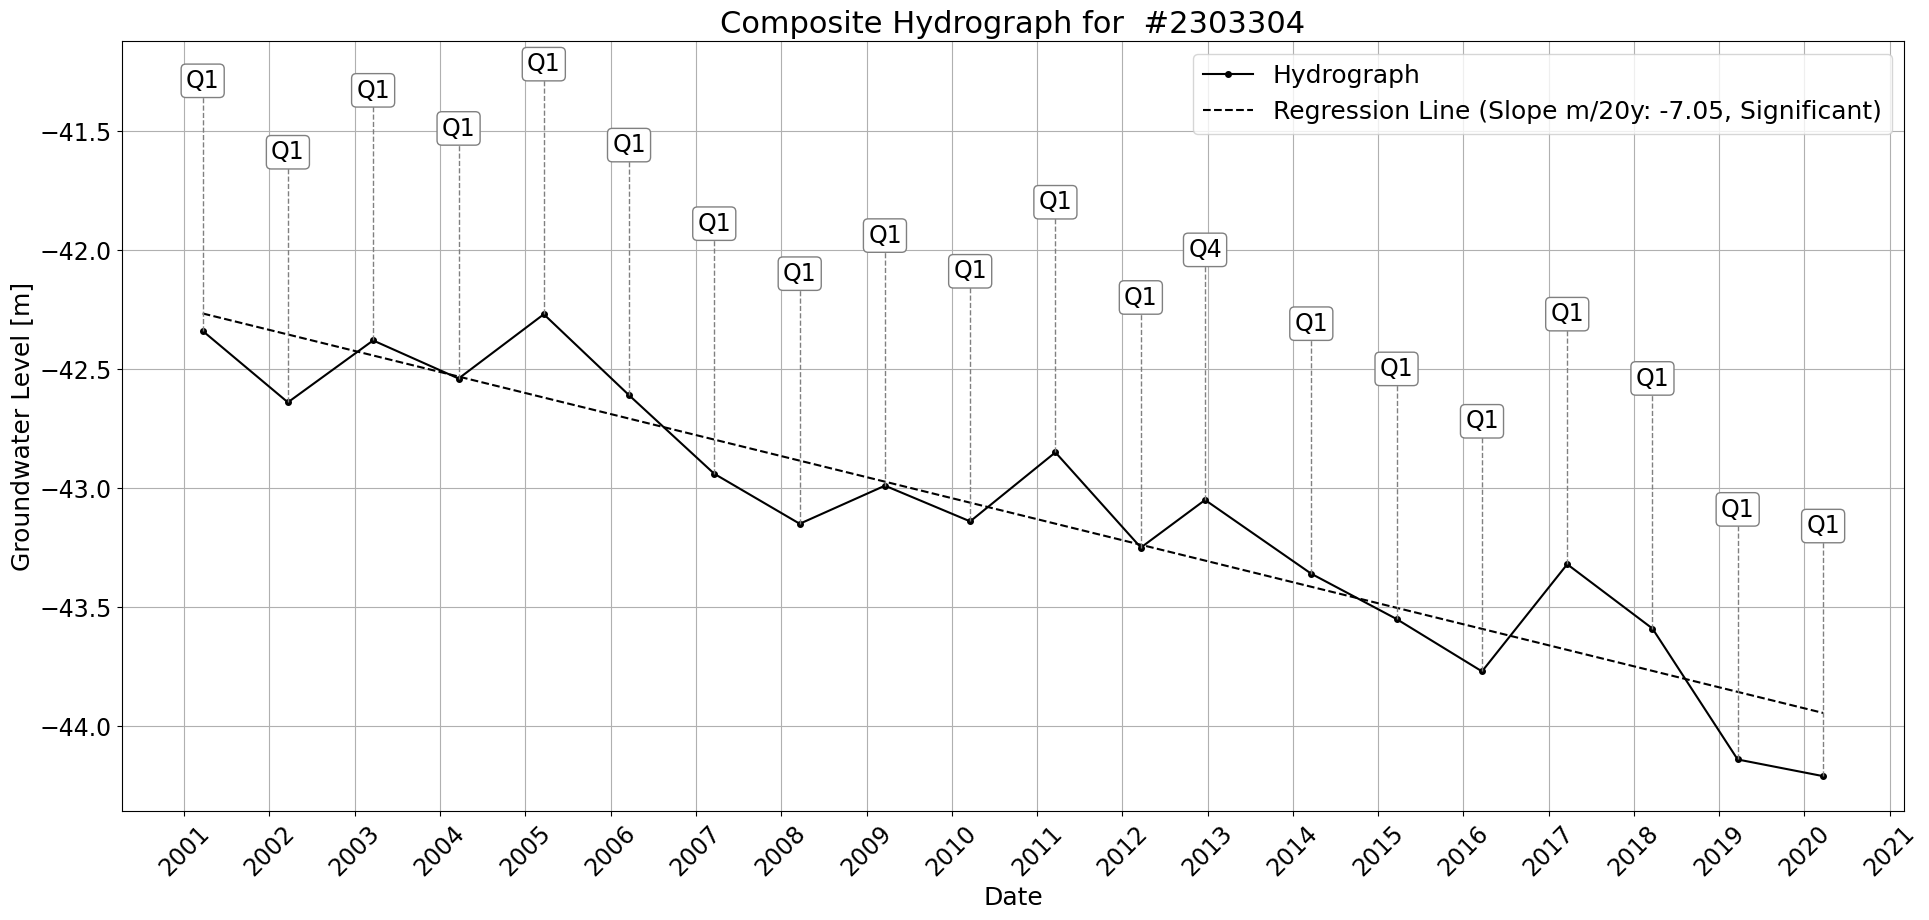 Composite Hydrograph for #2303304
Hydrograph
Regression Line (Slope m/20y: -7.05, Significant)
Q1
Q1
Q1
Q1
Q1
Q1
Q1
Q1
Q1
Q1
Q1
Q1
Q4
Q1
Q1
Q1
Q1
Q1
Q1
Q1
Groundwater Level [m]
−41.5
−42.0
−42.5
−43.0
−43.5
−44.0
2001
2002
2003
2004
2005
2006
2007
2008
2009
2010
2011
2012
2013
2014
2015
2016
2017
2018
2019
2020
2021
Date